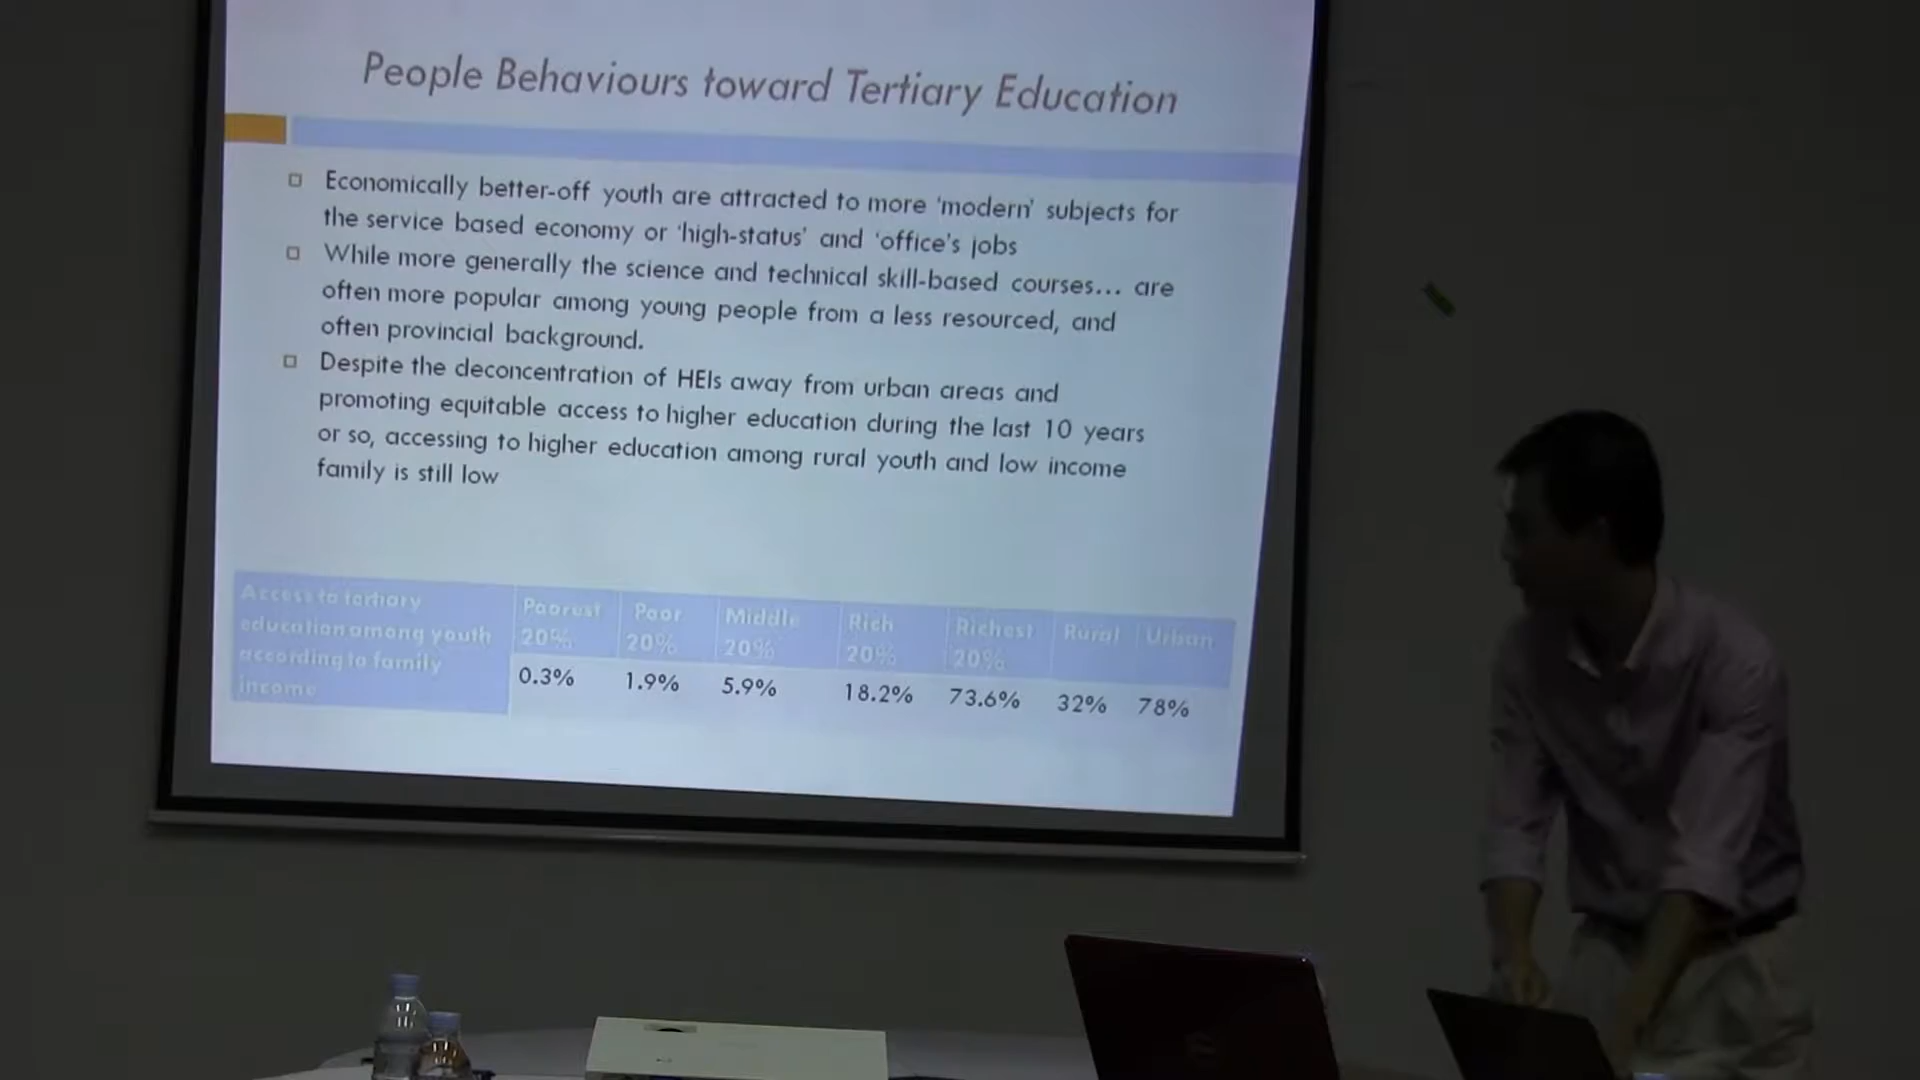 People Behaviours toward Tertiary Education
Economically better-off youth are attracted to more 'modern' subjects for
the service based economy or 'high-status' and 'office's jobs
While more generally the science and technical skill-based courses... are
often more popular among young people from a less resourced, and
often provincial background.
Despite the deconcentration of HEIs away from urban areas and
promoting equitable access to higher education during the last 10 years
or so, accessing to higher education among rural youth and low income
family is still low
Access to tertiary
education among youth
according to family
income
Poorest
20%
Poor
20%
Middle
20%
Rich
20%
Richest
20%
Rural
Urban
0.3% 1.9% 5.9% 18.2% 73.6% 32% 78%